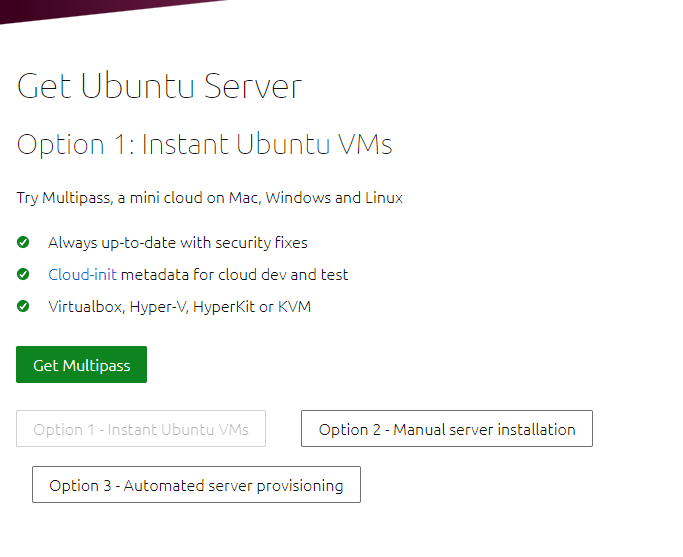 Get Ubuntu Server
Option 1: Instant Ubuntu VMs
Try Multipass, a mini cloud on Mac, Windows and Linux
Always up-to-date with security fixes
Cloud-init metadata for cloud dev and test
Virtualbox, Hyper-V, HyperKit or KVM
Get Multipass
Option 1 - Instant Ubuntu VMs
Option 2 - Manual server installation
Option 3 - Automated server provisioning